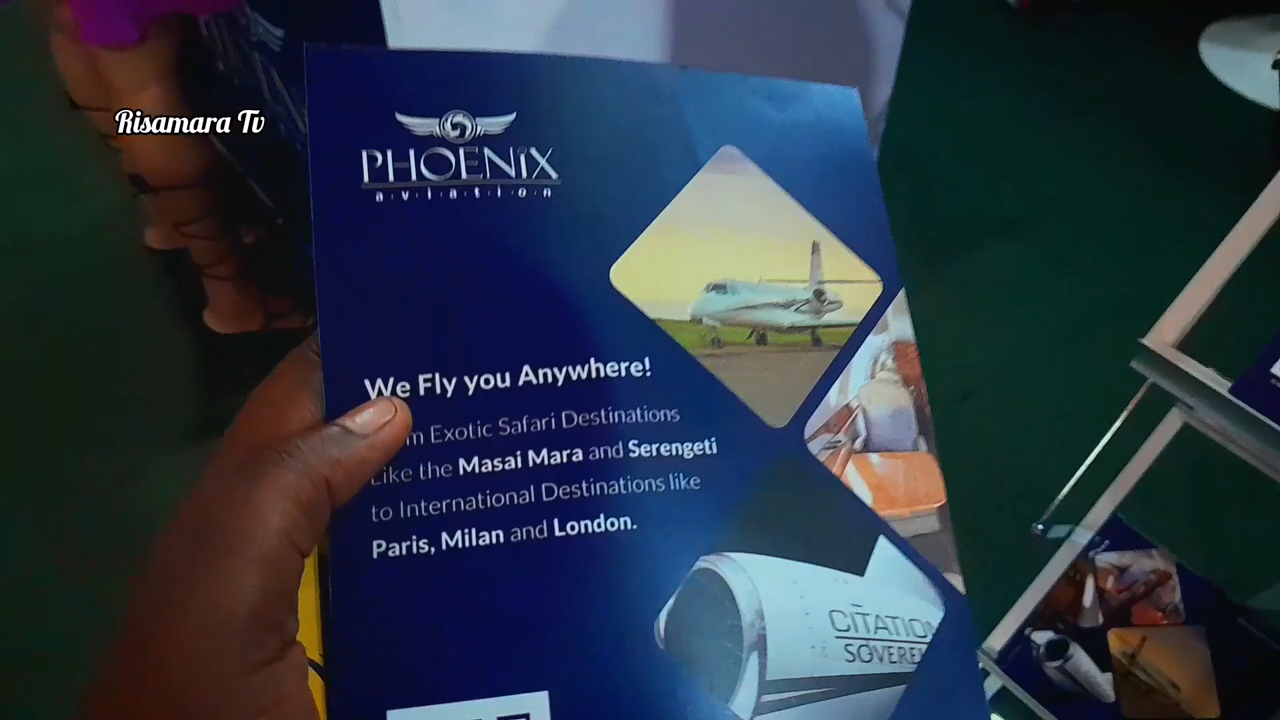 Risamara Tv
PHOENiX
aviation
We Fly you Anywhere!
Exotic Safari Destinations
Like the Masai Mara and Serengeti
to International Destinations like
Paris, Milan and London.
CITATION
SOVEREI